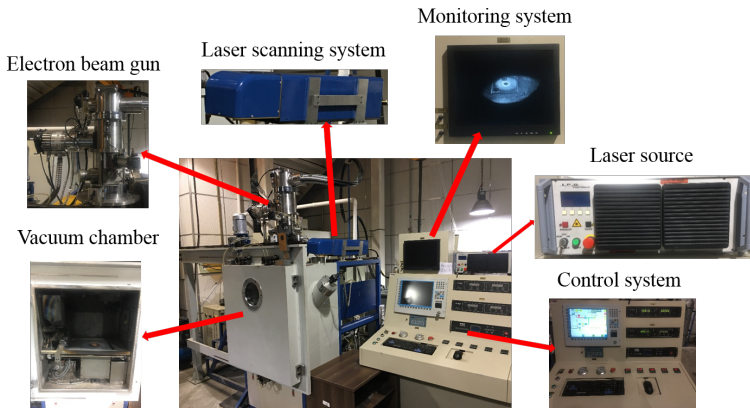 Monitoring system
Laser scanning system
Electron beam gun
Laser source
Vacuum chamber
Control system